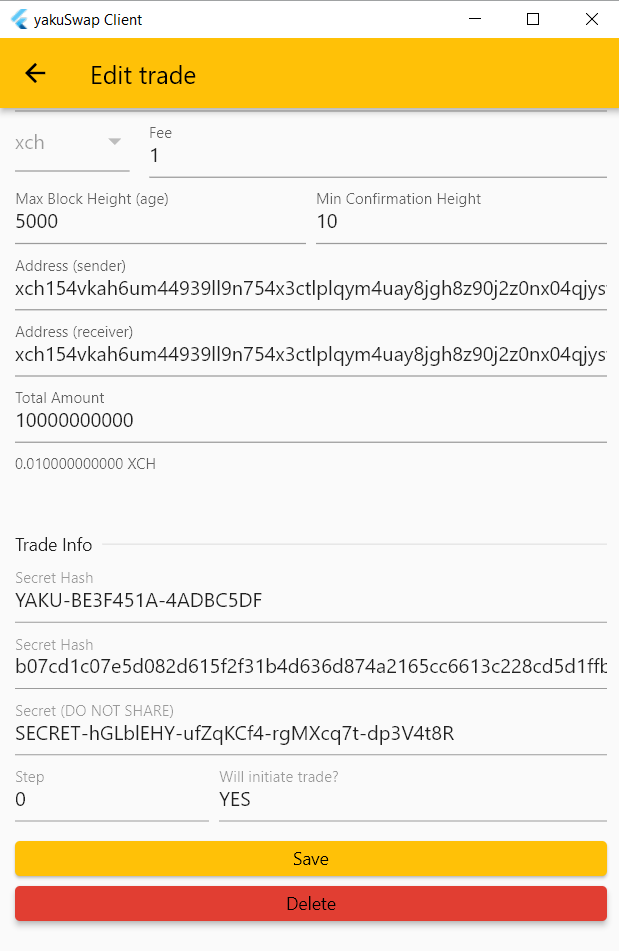 yakuSwap Client
Edit trade
xch
Fee
1
Max Block Height (age)
Min Confirmation Height
5000
10
Address (sender)
xch154vkah6um44939ll9n754x3ctlplqym4uay8jgh8z90j2z0nx04qjys
Address (receiver)
xch154vkah6um44939ll9n754x3ctlplqym4uay8jgh8z90j2z0nx04qjys
Total Amount
10000000000
0.010000000000 XCH
Trade Info
Secret Hash
YAKU-BE3F451A-4ADBC5DF
Secret Hash
b07cd1c07e5d082d615f2f31b4d636d874a2165cc6613c228cd5d1ffb
Secret (DO NOT SHARE)
SECRET-hGLblEHY-ufZqKCf4-rgMXcq7t-dp3V4t8R
Step
Will initiate trade?
0
YES
Save
Delete